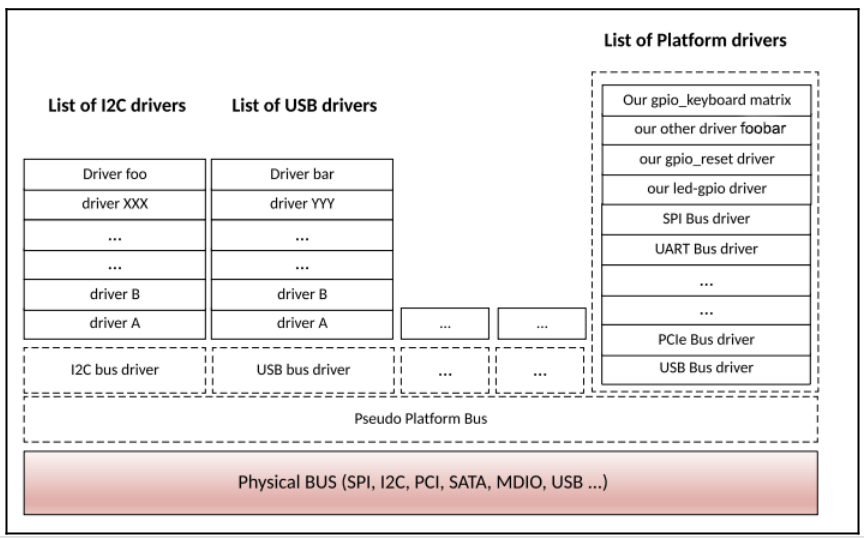 List of Platform drivers
List of I2C drivers
List of USB drivers
Our gpio_keyboard matrix
our other driver foobar
our gpio_reset driver
our led-gpio driver
SPI Bus driver
UART Bus driver
...
...
PCIe Bus driver
USB Bus driver
Driver foo
driver XXX
...
...
driver B
driver A
Driver bar
driver YYY
...
...
driver B
driver A
...
...
I2C bus driver
USB bus driver
...
...
Pseudo Platform Bus
Physical BUS (SPI, I2C, PCI, SATA, MDIO, USB ...)